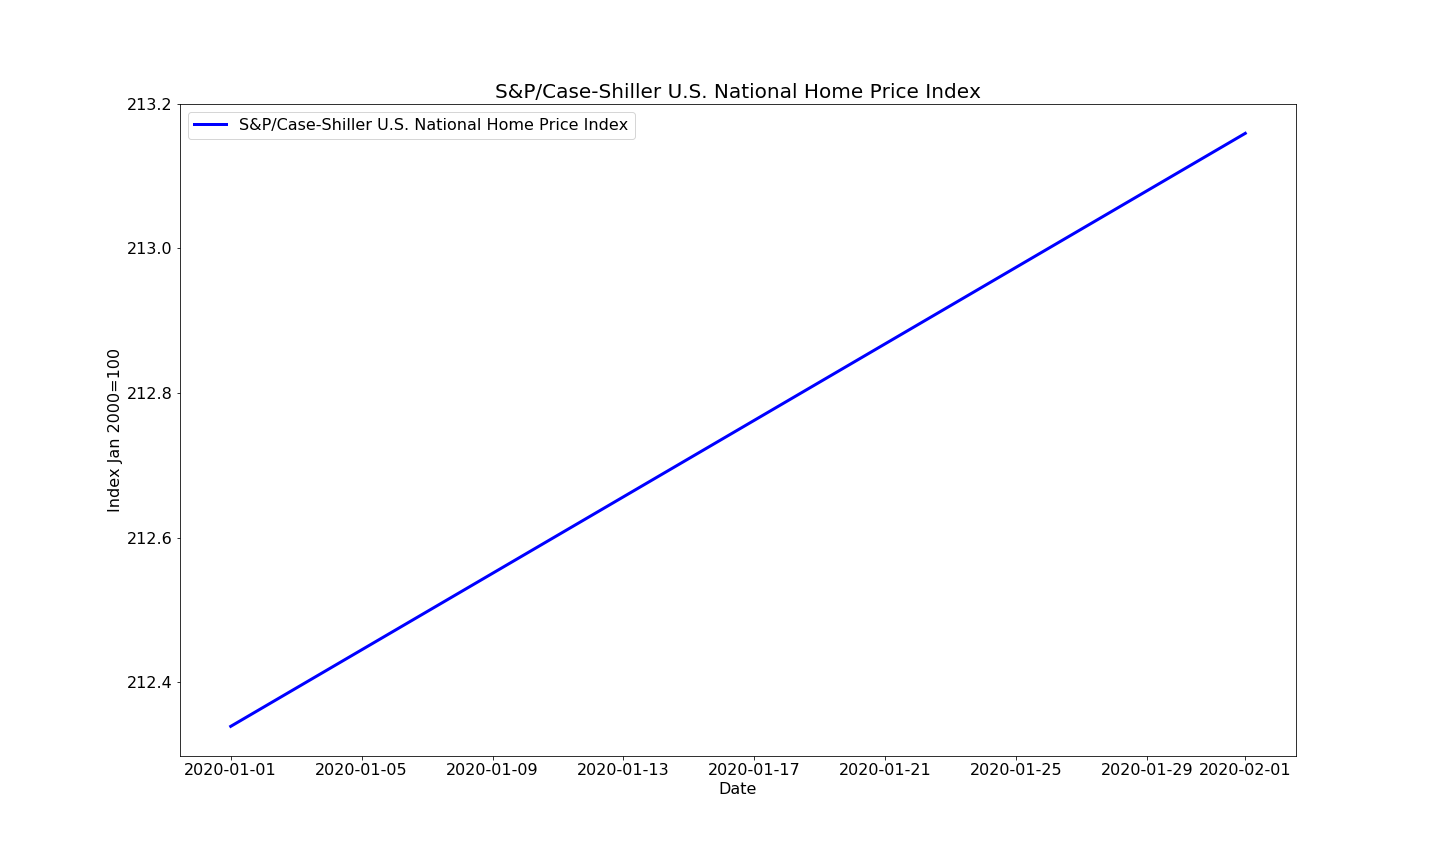 S&P/Case-Shiller U.S. National Home Price Index
S&P/Case-Shiller U.S. National Home Price Index
213.2
213.0
212.8
212.6
212.4
Index Jan 2000=100
2020-01-01 2020-01-05 2020-01-09 2020-01-13 2020-01-17 2020-01-21 2020-01-25 2020-01-29 2020-02-01
Date